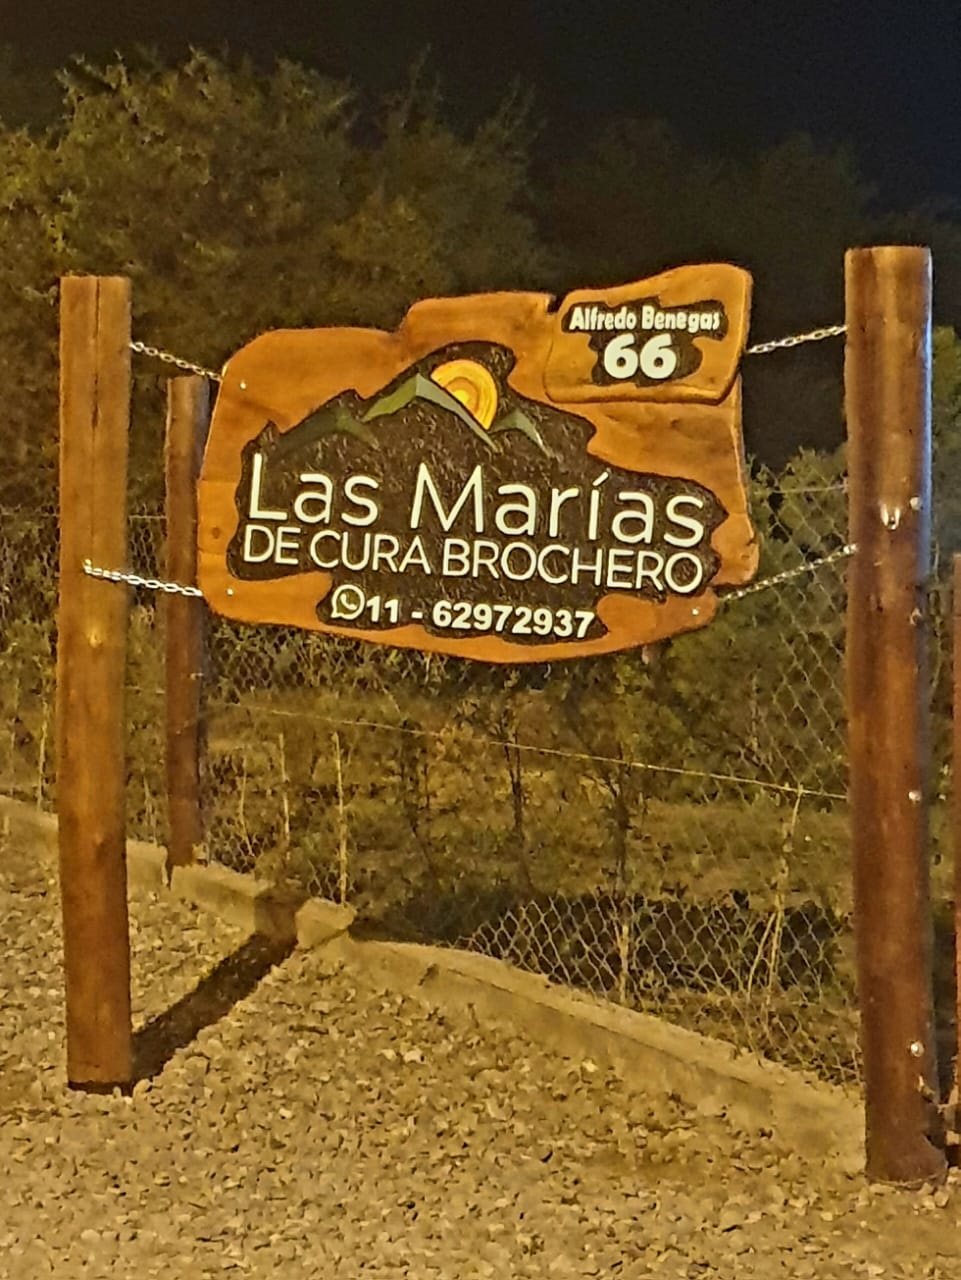 Alfredo Benegas
66
Las Marías
DE CURA BROCHERO
11 - 62972937